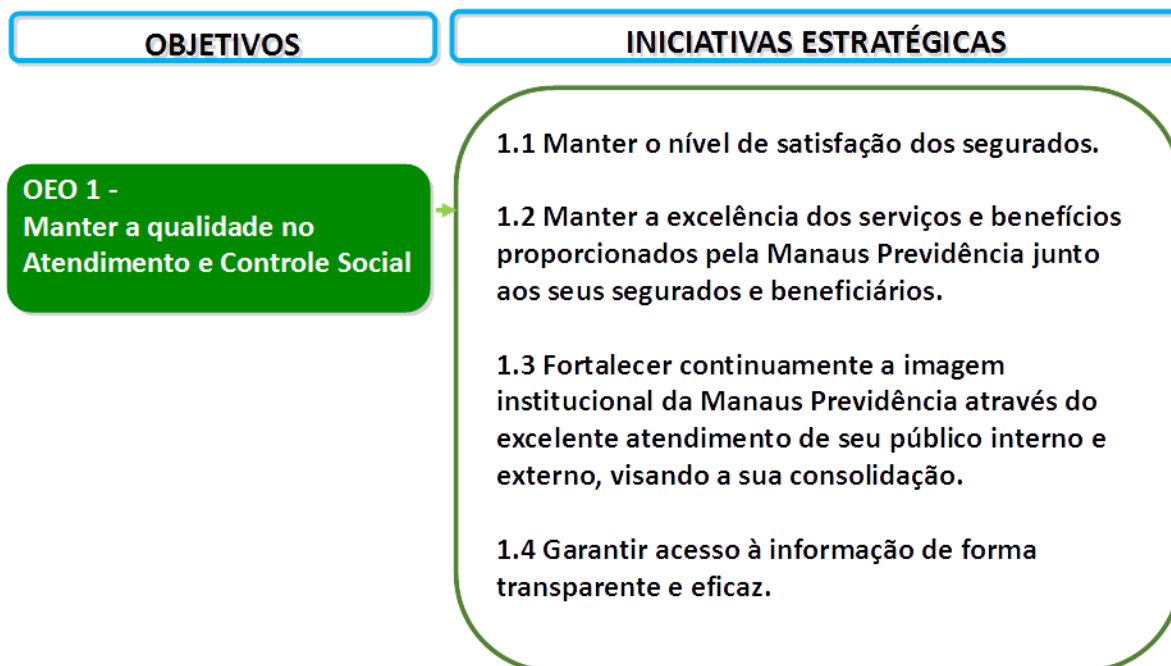 OBJETIVOS
INICIATIVAS ESTRATÉGICAS
OEO 1 -
Manter a qualidade no
Atendimento e Controle Social
1.1 Manter o nível de satisfação dos segurados.
1.2 Manter a excelência dos serviços e benefícios
proporcionados pela Manaus Previdência junto
aos seus segurados e beneficiários.
1.3 Fortalecer continuamente a imagem
institucional da Manaus Previdência através do
excelente atendimento de seu público interno e
externo, visando a sua consolidação.
1.4 Garantir acesso à informação de forma
transparente e eficaz.